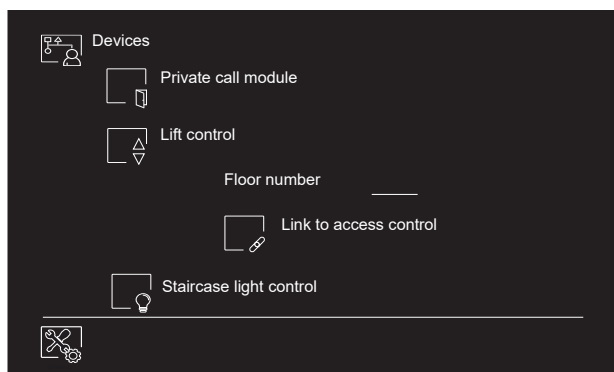 Devices
Private call module
Lift control
Floor number
Link to access control
Staircase light control